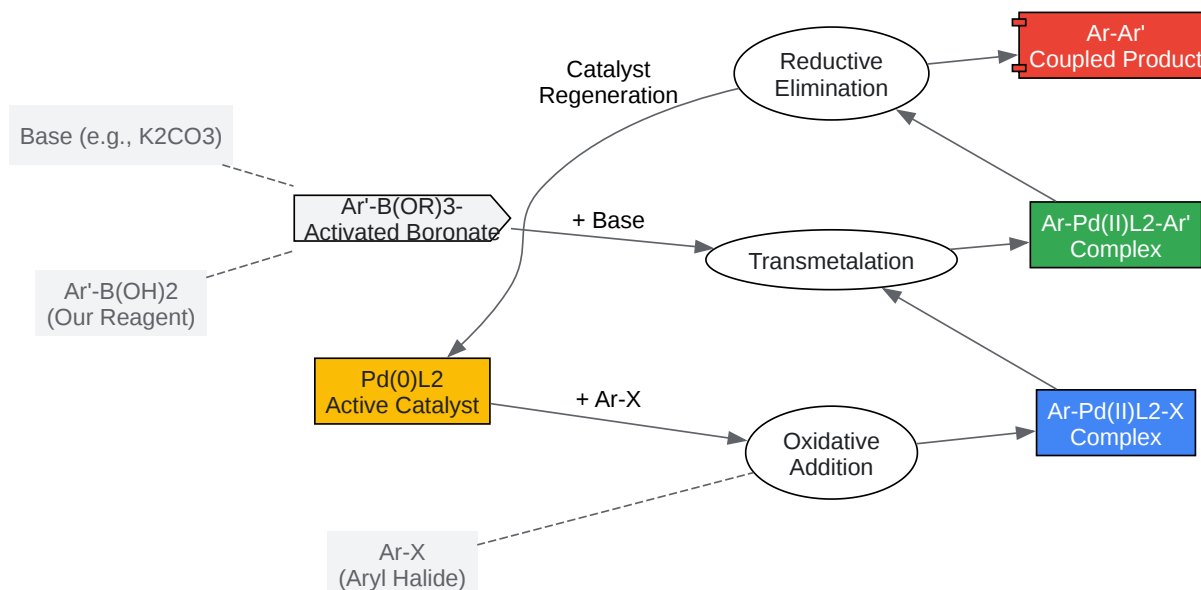 Ar-Ar'
Coupled Product
Reductive
Elimination
Catalyst
Regeneration
Base (e.g., K2CO3)
Ar'-B(OR)3-
Activated Boronate
+ Base
Ar-Pd(II)L2-Ar'
Complex
Transmetalation
Ar'-B(OH)2
(Our Reagent)
Pd(0)L2
Active Catalyst
+ Ar-X
Ar-Pd(II)L2-X
Complex
Oxidative
Addition
Ar-X
(Aryl Halide)